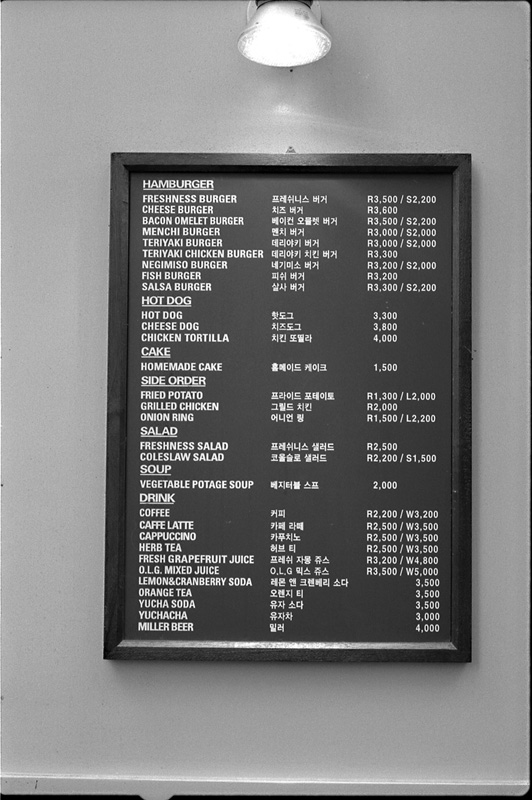 HAMBURGER
FRESHNESS BURGER 프레쉬니스 버거 R3,500 / S2,200
CHEESE BURGER 치즈 버거 R3,600
BACON OMELET BURGER 베이컨 오믈렛 버거 R3,500 / S2,200
MENCHI BURGER 멘치 버거 R3,000 / S2,000
TERIYAKI BURGER 데리야키 버거 R3,000 / S2,000
TERIYAKI CHICKEN BURGER 데리야키 치킨 버거 R3,300
NEGIMISO BURGER 네기미소 버거 R3,200 / S2,000
FISH BURGER 피쉬 버거 R3,200
SALSA BURGER 살사 버거 R3,300 / S2,200
HOT DOG
HOT DOG 핫도그 3,300
CHEESE DOG 치즈도그 3,800
CHICKEN TORTILLA 치킨 또띨라 4,000
CAKE
HOMEMADE CAKE 홈메이드 케이크 1,500
SIDE ORDER
FRIED POTATO 프라이드 포테이토 R1,300 / L2,000
GRILLED CHICKEN 그릴드 치킨 R2,000
ONION RING 어니언 링 R1,500 / L2,200
SALAD
FRESHNESS SALAD 프레쉬니스 샐러드 R2,500
COLESLAW SALAD 코울슬로 샐러드 R2,200 / S1,500
SOUP
VEGETABLE POTAGE SOUP 베지터블 스프 2,000
DRINK
COFFEE 커피 R2,200 / W3,200
CAFFE LATTE 카페 라떼 R2,500 / W3,500
CAPPUCCINO 카푸치노 R2,500 / W3,500
HERB TEA 허브 티 R2,500 / W3,500
FRESH GRAPEFRUIT JUICE 프레쉬 자몽 쥬스 R3,200 / W4,800
O.L.G. MIXED JUICE O,L,G 믹스 쥬스 R3,500 / W5,000
LEMON&CRANBERRY SODA 레몬 앤 크렌베리 소다 3,500
ORANGE TEA 오렌지 티 3,500
YUCHA SODA 유자 소다 3,500
YUCHACHA 유자차 3,000
MILLER BEER 밀러 4,000